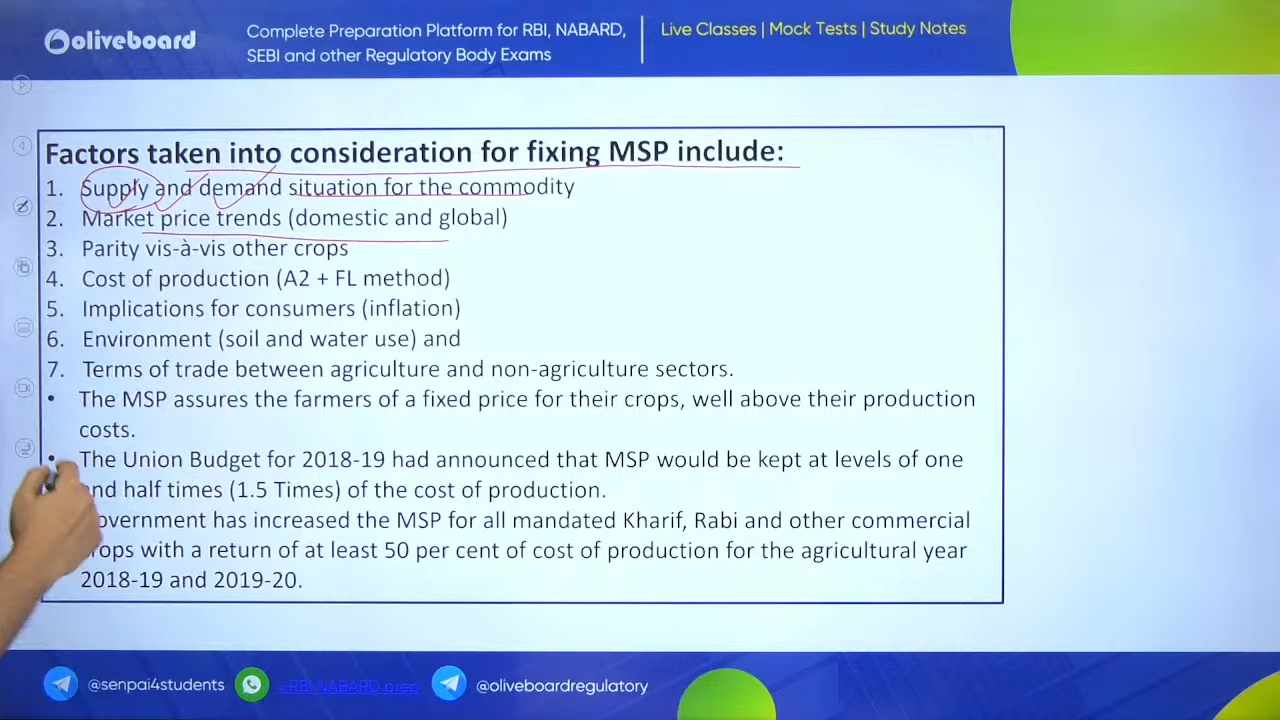 oliveboard
Complete Preparation Platform for RBI, NABARD,
SEBI and other Regulatory Body Exams
Live Classes | Mock Tests | Study Notes
Factors taken into consideration for fixing MSP include:
1. Supply and demand situation for the commodity
2. Market price trends (domestic and global)
3. Parity vis-à-vis other crops
4. Cost of production (A2 + FL method)
5. Implications for consumers (inflation)
6. Environment (soil and water use) and
7. Terms of trade between agriculture and non-agriculture sectors.
• The MSP assures the farmers of a fixed price for their crops, well above their production
costs.
• The Union Budget for 2018-19 had announced that MSP would be kept at levels of one
and half times (1.5 Times) of the cost of production.
Government has increased the MSP for all mandated Kharif, Rabi and other commercial
crops with a return of at least 50 per cent of cost of production for the agricultural year
2018-19 and 2019-20.
@senpai4students
@RBI.NABARD.prep
@oliveboardregulatory